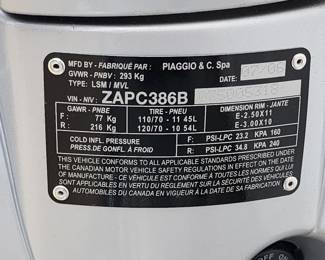 MFD BY - FABRIQUÉ PAR : PIAGGIO & C. Spa
GVWR - PNBV : 293 Kg
TYPE : LSM / MVL
VIN - NIV : ZAPC386B
GAWR - PNBE TIRE - PNEU DIMENSION RIM - JANTE
F : 77 Kg 110/70 - 11 45L E-2.50X11
R : 216 Kg 120/70 - 10 54L E-3.00X10
COLD INFL. PRESSURE F: PSI-LPC 23.2 KPA 160
PRESS.DE GONFL. À FROID R: PSI-LPC 34.8 KPA 240
THIS VEHICLE CONFORMS TO ALL STANDARDS PRESCRIBED UNDER
THE CANADIAN MOTOR VEHICLE SAFETY REGULATIONS IN EFFECT ON THE DATE OF
MANUFACTURE - CE VÉHICULE EST CONFORME À TOUTES LES NORMES QUI
LUI SONT APPLICABLES EN VERTU DU RÈGLEMENT SUR LA SÉCURITÉ DES VÉHICULES
AUTOMOBILES DU CANADA EN VIGUEUR À LA DATE DE SA FABRICATION
OFF ON